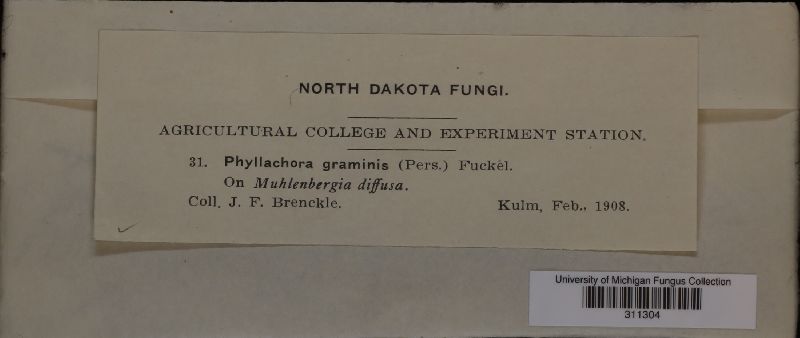 NORTH DAKOTA FUNGI.
AGRICULTURAL COLLEGE AND EXPERIMENT STATION.
31. Phyllachora graminis (Pers.) Fuckel.
On Muhlenbergia diffusa.
Coll. J. F. Brenckle. Kulm, Feb., 1908.
University of Michigan Fungus Collection
311304